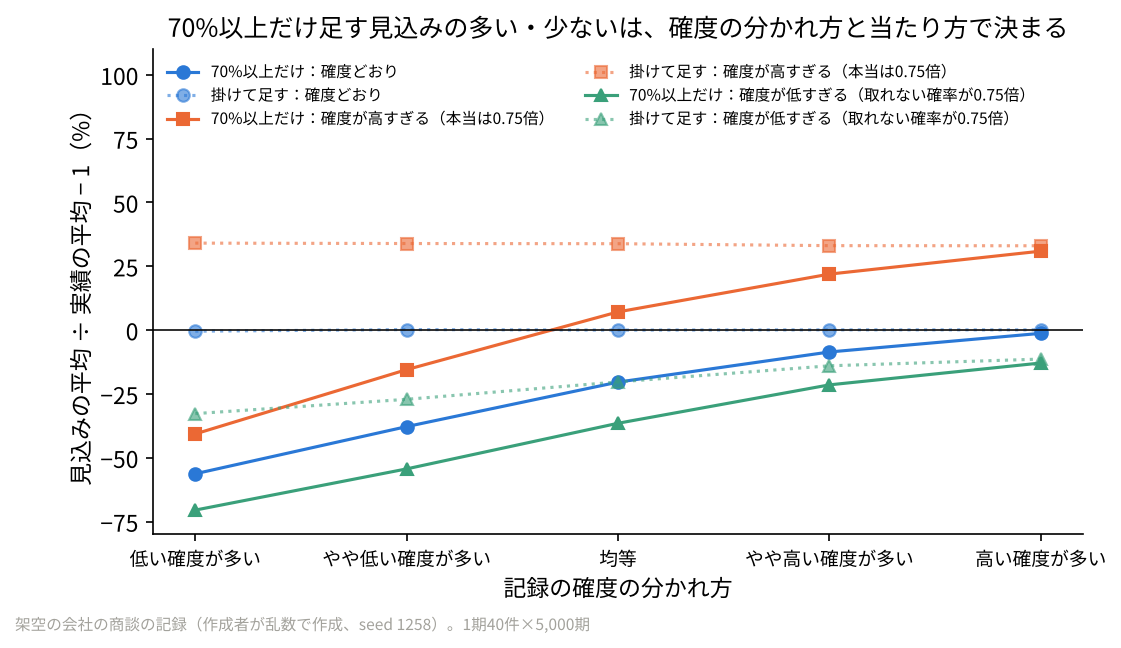 70%以上だけ足す見込みの多い・少ないは、確度の分かれ方と当たり方で決まる
70%以上だけ：確度どおり
掛けて足す：確度どおり
70%以上だけ：確度が高すぎる（本当は0.75倍）
掛けて足す：確度が高すぎる（本当は0.75倍）
70%以上だけ：確度が低すぎる（取れない確率が0.75倍）
掛けて足す：確度が低すぎる（取れない確率が0.75倍）
見込みの平均 ÷ 実績の平均 − 1（%）
100
75
50
25
0
−25
−50
−75
低い確度が多い
やや低い確度が多い
均等
やや高い確度が多い
高い確度が多い
記録の確度の分かれ方
架空の会社の商談の記録（作成者が乱数で作成、seed 1258）。1期40件×5,000期